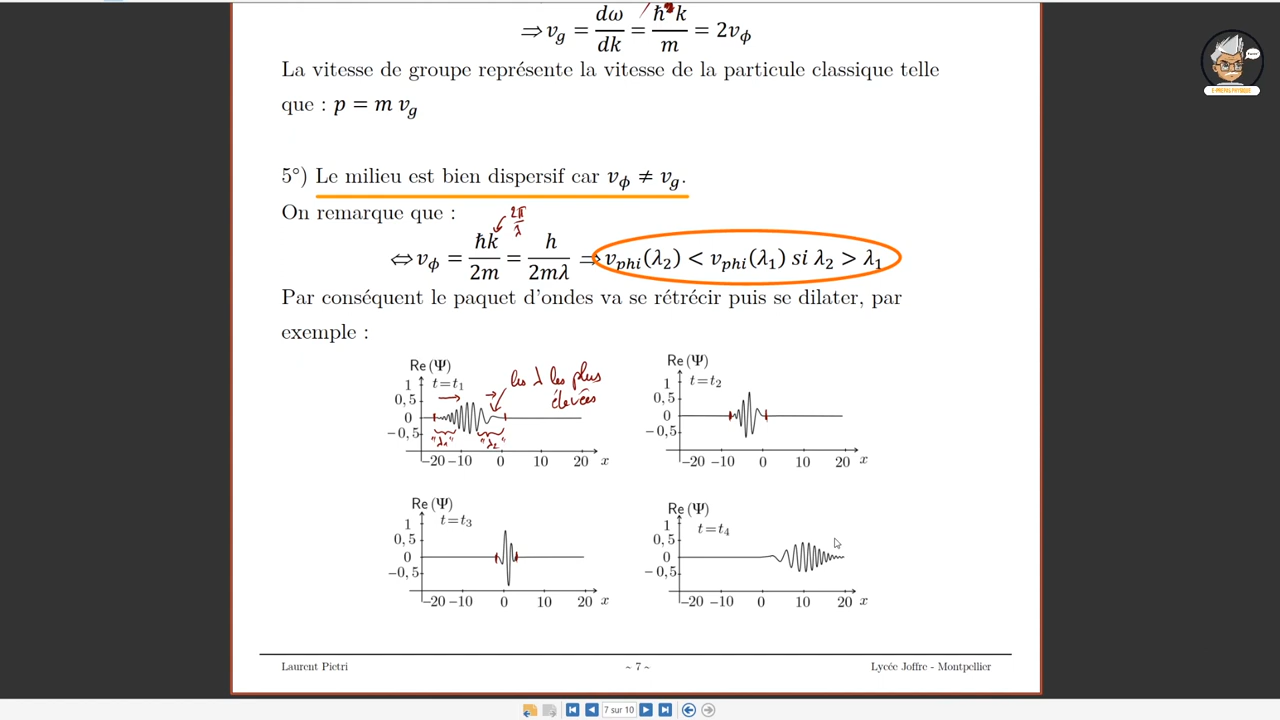 ⇒ v_g = dω/dk = ħk/m = 2v_ϕ
La vitesse de groupe représente la vitesse de la particule classique telle
que : p = m v_g
5°) Le milieu est bien dispersif car v_ϕ ≠ v_g.
On remarque que :
2π/λ
⇔ v_ϕ = ħk/2m = h/2mλ ⇒ v_phi(λ₂) < v_phi(λ₁) si λ₂ > λ₁
Par conséquent le paquet d'ondes va se rétrécir puis se dilater, par
exemple :
Re(Ψ)
1
0,5
0
−0,5
t=t₁
les λ les plus
élevées
"λ₁" "λ₂"
−20 −10 0 10 20 x
Re(Ψ)
1
0,5
0
−0,5
t=t₂
−20 −10 0 10 20 x
Re(Ψ)
1
0,5
0
−0,5
t=t₃
−20 −10 0 10 20 x
Re(Ψ)
1
0,5
0
−0,5
t=t₄
−20 −10 0 10 20 x
Laurent Pietri ~ 7 ~ Lycée Joffre - Montpellier
7 sur 10